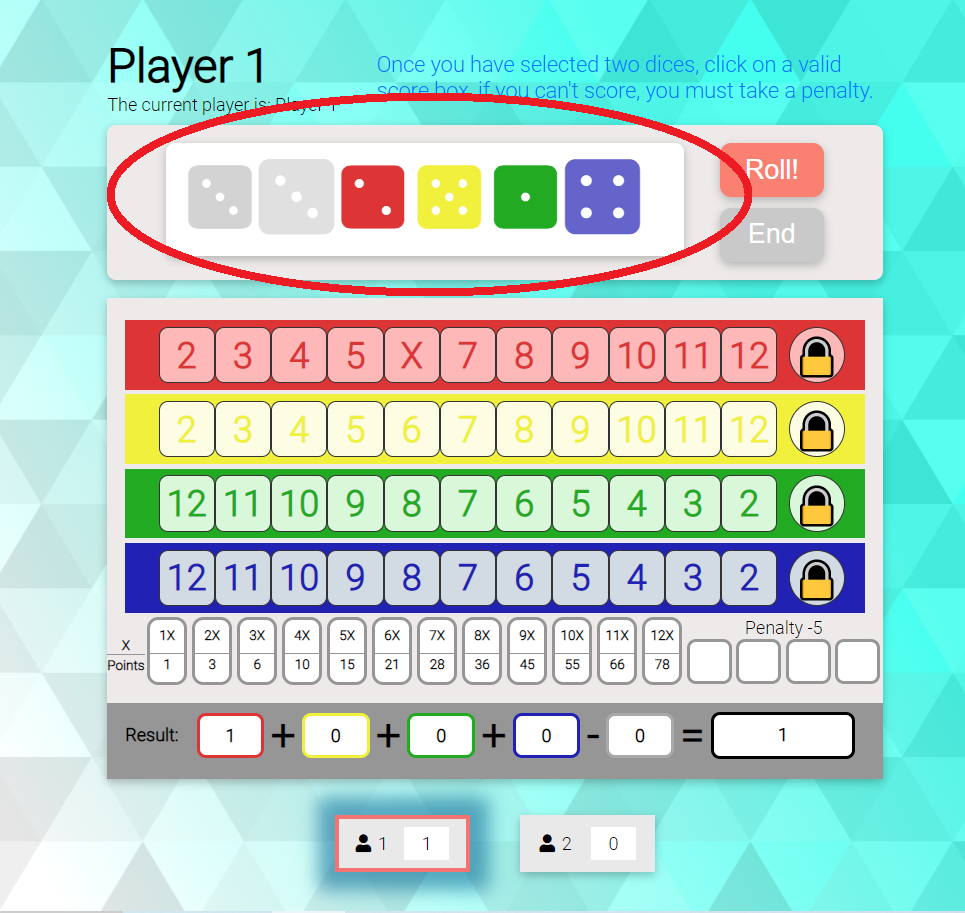 Player 1
The current player is: Player 1
Once you have selected two dices, click on a valid
score box, if you can't score, you must take a penalty.
Roll!
End
2 3 4 5 X 7 8 9 10 11 12
2 3 4 5 6 7 8 9 10 11 12
12 11 10 9 8 7 6 5 4 3 2
12 11 10 9 8 7 6 5 4 3 2
Penalty -5
X 1X 2X 3X 4X 5X 6X 7X 8X 9X 10X 11X 12X
Points 1 3 6 10 15 21 28 36 45 55 66 78
Result: 1 + 0 + 0 + 0 - 0 = 1
1 1
2 0